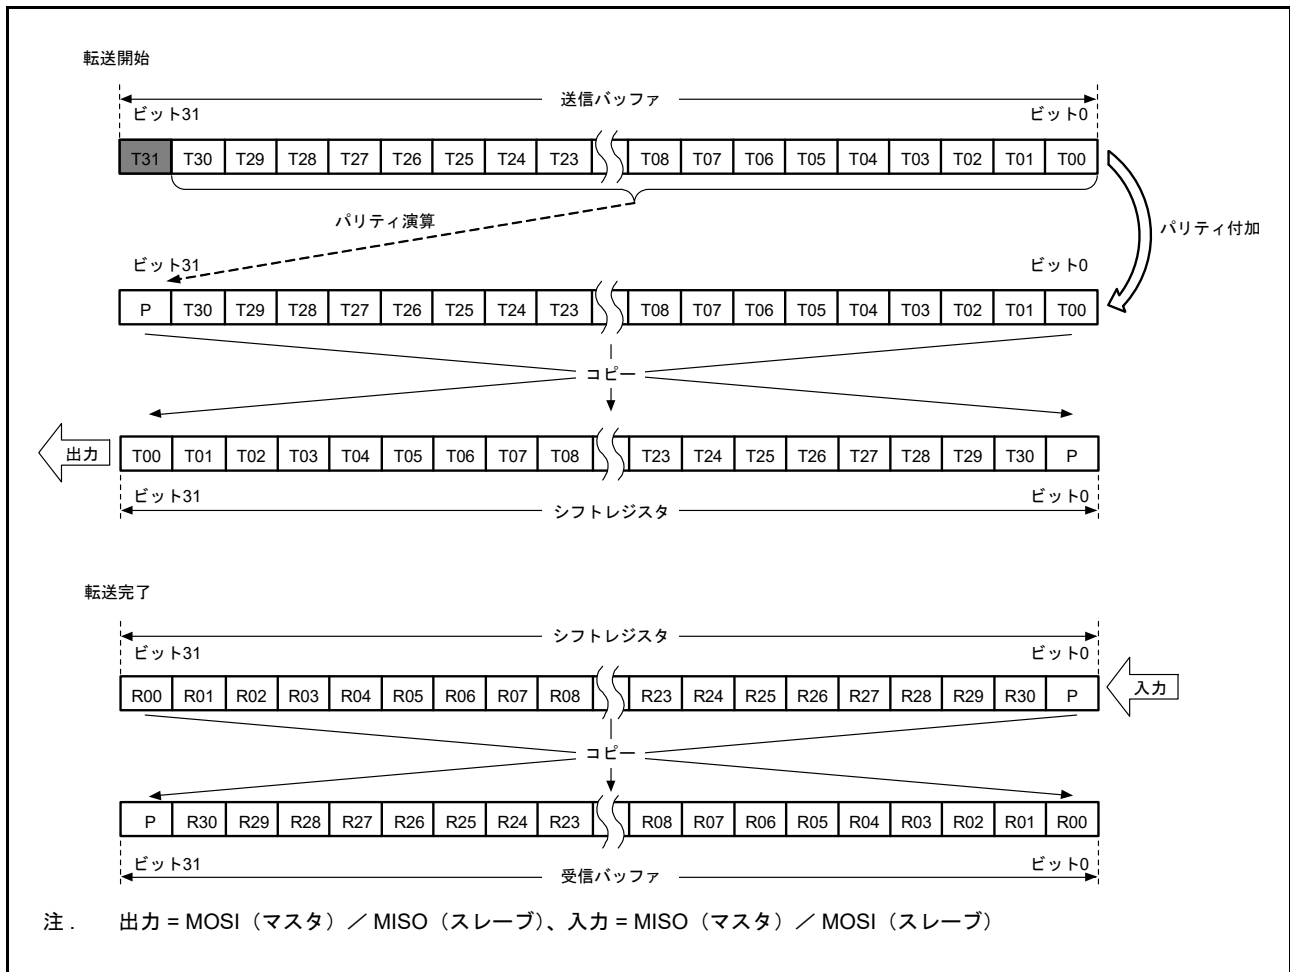 転送開始
送信バッファ
ビット31 ビット0
T31 T30 T29 T28 T27 T26 T25 T24 T23 T08 T07 T06 T05 T04 T03 T02 T01 T00
パリティ演算
パリティ付加
ビット31 ビット0
P T30 T29 T28 T27 T26 T25 T24 T23 T08 T07 T06 T05 T04 T03 T02 T01 T00
コピー
出力
T00 T01 T02 T03 T04 T05 T06 T07 T08 T23 T24 T25 T26 T27 T28 T29 T30 P
ビット31 ビット0
シフトレジスタ
転送完了
シフトレジスタ
ビット31 ビット0
R00 R01 R02 R03 R04 R05 R06 R07 R08 R23 R24 R25 R26 R27 R28 R29 R30 P
入力
コピー
P R30 R29 R28 R27 R26 R25 R24 R23 R08 R07 R06 R05 R04 R03 R02 R01 R00
ビット31 ビット0
受信バッファ
注. 出力 = MOSI（マスタ）／ MISO（スレーブ）、入力 = MISO（マスタ）／ MOSI（スレーブ）